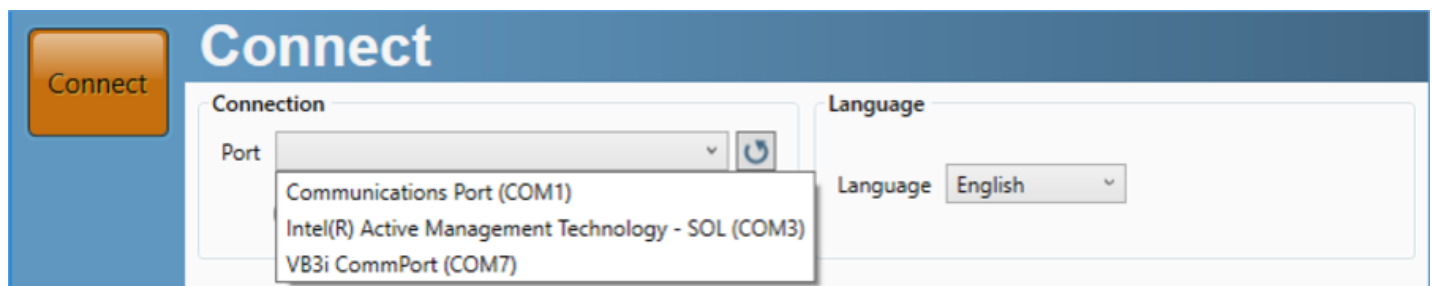 Connect
Connect
Connection
Port
Communications Port (COM1)
Intel(R) Active Management Technology - SOL (COM3)
VB3i CommPort (COM7)
Language
Language English